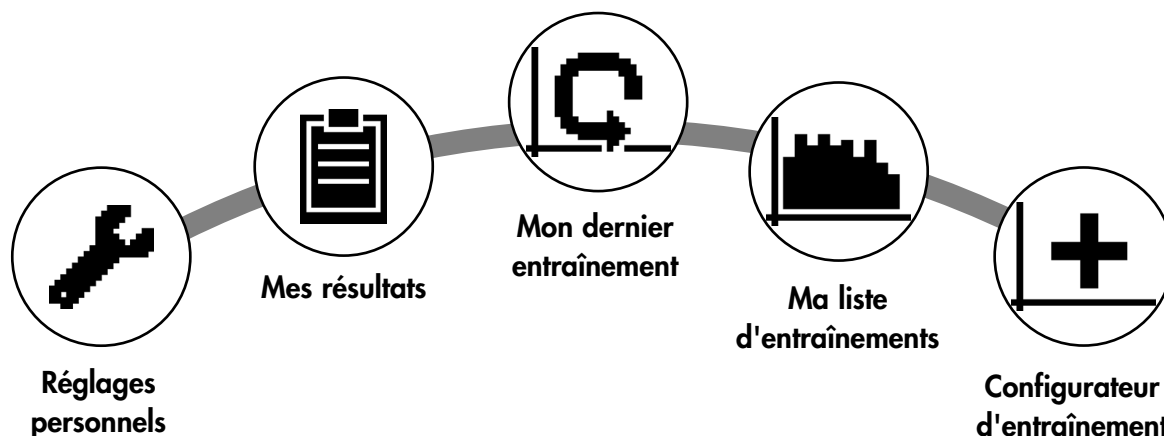 Réglages
personnels
Mes résultats
Mon dernier
entraînement
Ma liste
d'entraînements
Configurateur
d'entraînement